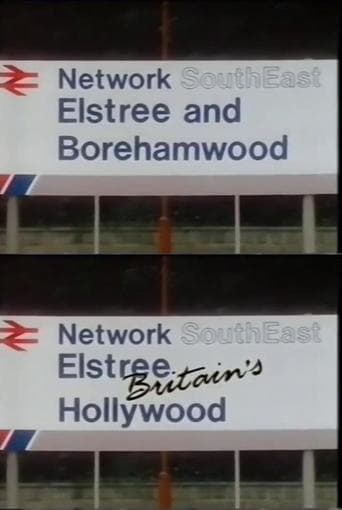 Network SouthEast
Elstree and
Borehamwood
Network SouthEast
Elstree
Britain's
Hollywood